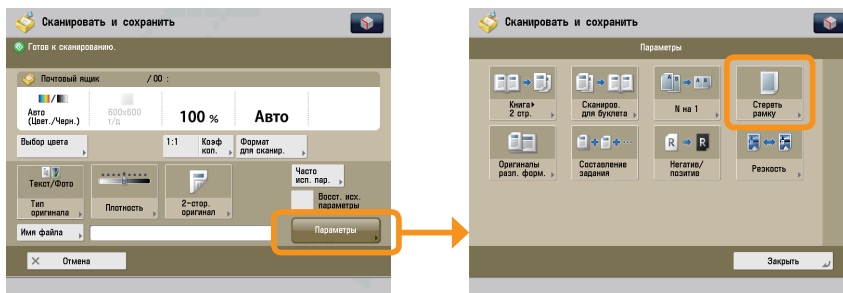 Сканировать и сохранить
Готов к сканированию.
Почтовый ящик / 00 :
Авто
(Цвет./Черн.)
600x600
т/д
100 %
Авто
Выбор цвета
1:1
Коэф
коп.
Формат
для сканир.
Текст/Фото
Тип
оригинала
Плотность
2-стор.
оригинал
Часто
исп. пар.
Восст. исх.
параметры
Имя файла
Параметры
Отмена
Сканировать и сохранить
Параметры
Книга
2 стр.
Сканиров.
для буклета
N на 1
Стереть
рамку
Оригиналы
разл. форм.
Составление
задания
R
R
Негатив/
позитив
Резкость
Закрыть